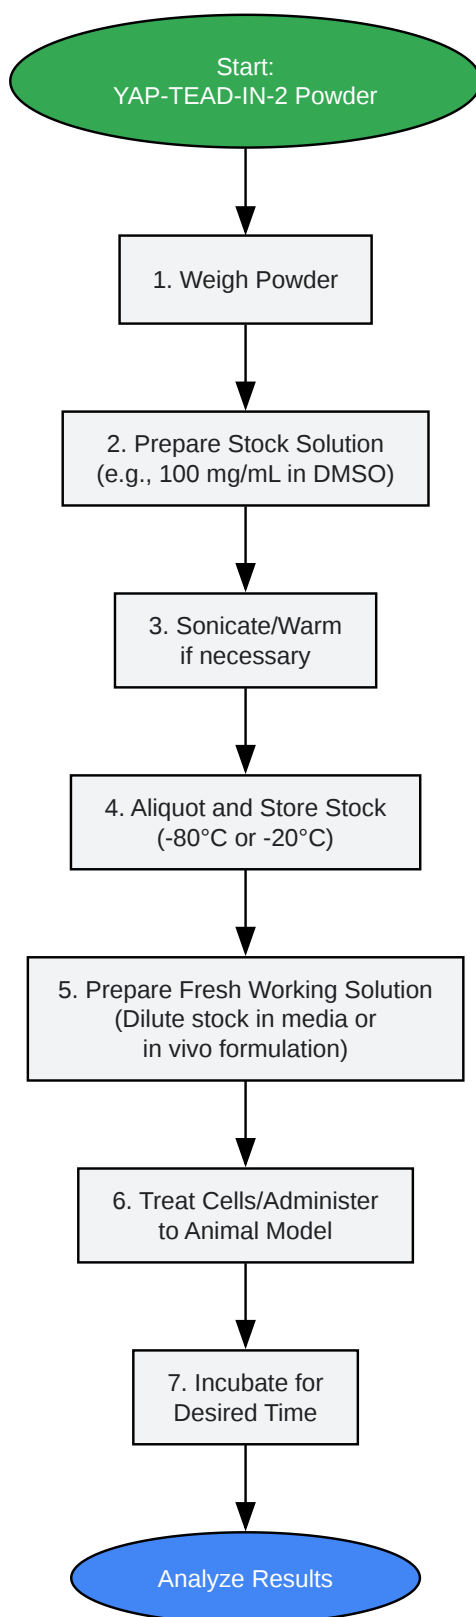 Start:
YAP-TEAD-IN-2 Powder
1. Weigh Powder
2. Prepare Stock Solution
(e.g., 100 mg/mL in DMSO)
3. Sonicate/Warm
if necessary
4. Aliquot and Store Stock
(-80°C or -20°C)
5. Prepare Fresh Working Solution
(Dilute stock in media or
in vivo formulation)
6. Treat Cells/Administer
to Animal Model
7. Incubate for
Desired Time
Analyze Results